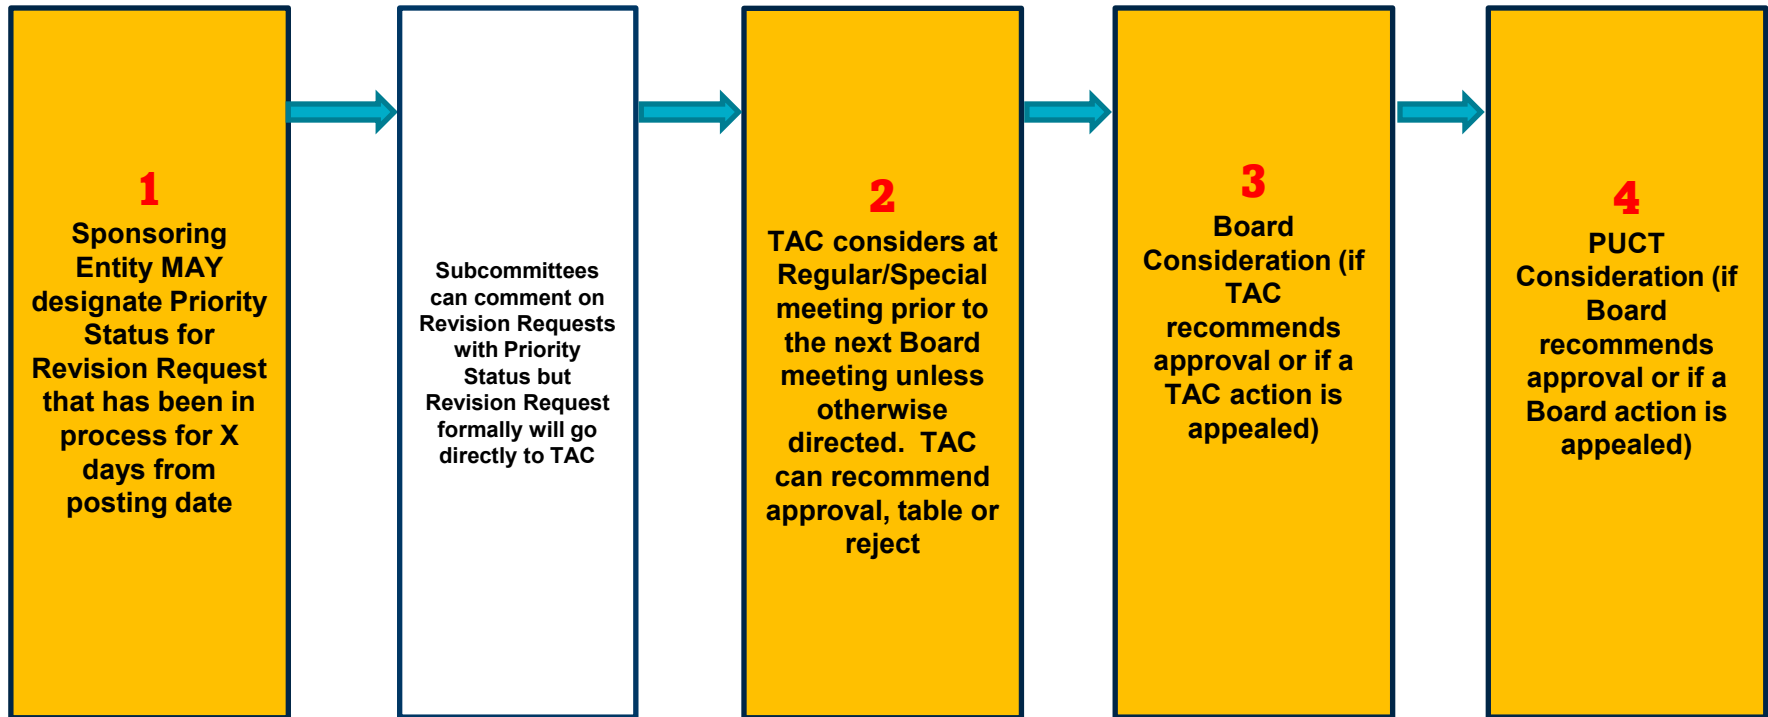 1
Sponsoring
Entity MAY
designate Priority
Status for
Revision Request
that has been in
process for X
days from
posting date
Subcommittees
can comment on
Revision Requests
with Priority
Status but
Revision Request
formally will go
directly to TAC
2
TAC considers at
Regular/Special
meeting prior to
the next Board
meeting unless
otherwise
directed.  TAC
can recommend
approval, table or
reject
3
Board
Consideration (if
TAC
recommends
approval or if a
TAC action is
appealed)
4
PUCT
Consideration (if
Board
recommends
approval or if a
Board action is
appealed)